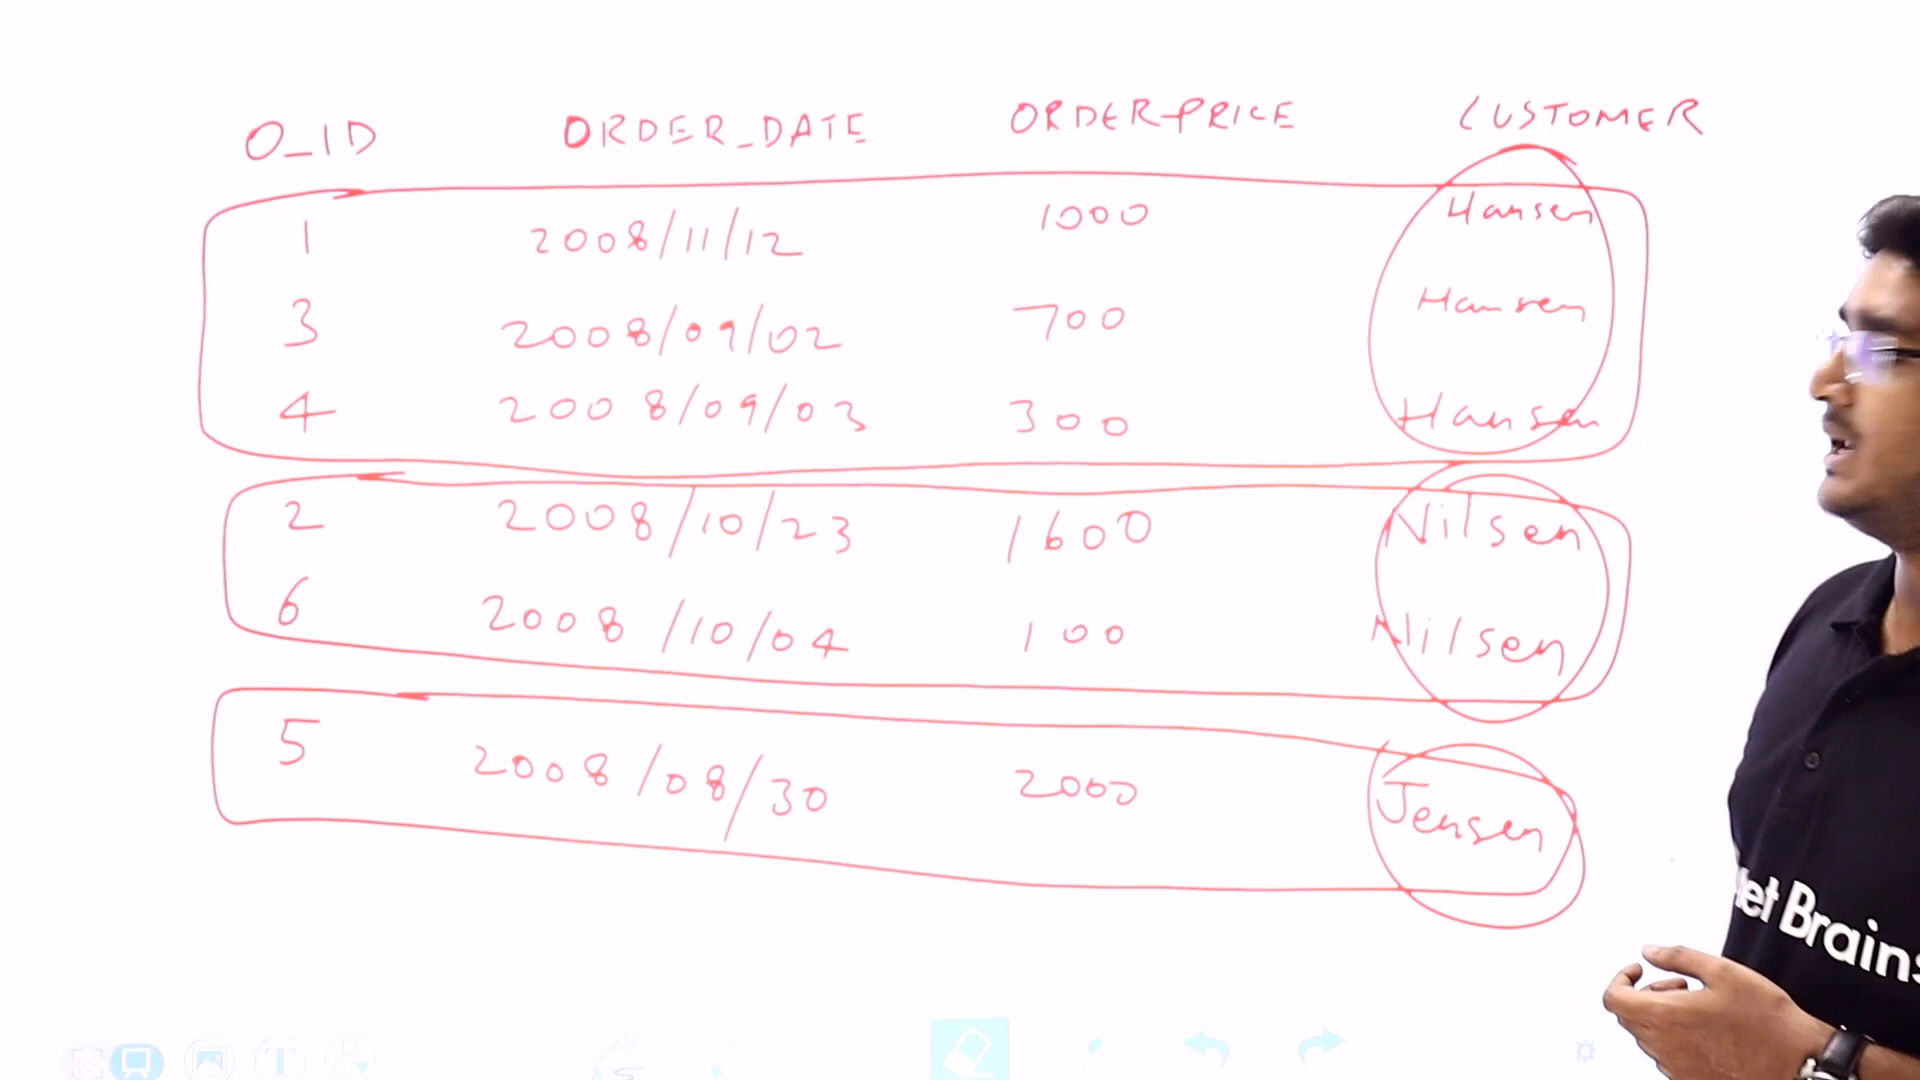 O_ID ORDER_DATE ORDER_PRICE CUSTOMER
1 2008/11/12 1000 Hansen
3 2008/09/02 700 Hansen
4 2008/09/03 300 Hansen
2 2008/10/23 1600 Nilsen
6 2008/10/04 100 Nilsen
5 2008/08/30 2000 Jensen
et Brains
T